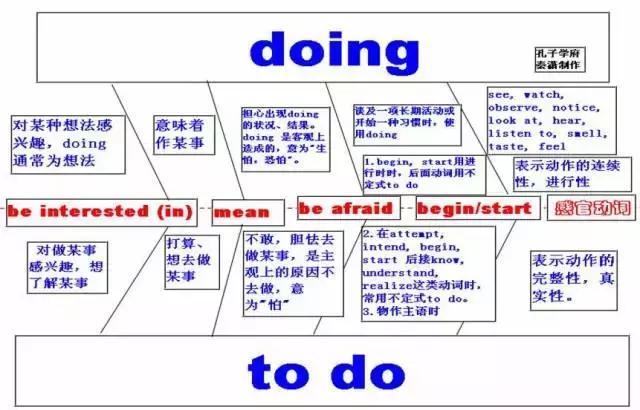 doing
孔子学府
秦潇制作
对某种想法感
兴趣，doing
通常为想法
意味着
作某事
担心出现doing
的状况、结果。
doing 是客观上
造成的，意为"生
怕，恐怕"。
谈及一项长期活动或
开始一种习惯时，使
用doing
see, watch,
observe, notice,
look at, hear,
listen to, smell,
taste, feel
1.begin, start用进
行时时，后面动词用不
定式to do
表示动作的连续
性，进行性
be interested (in)
mean
be afraid
begin/start
感官动词
对做某事
感兴趣，想
了解某事
打算、
想去做
某事
不敢，胆怯去
做某事，是主
观上的原因不
去做，意
为"怕"
2.在attempt,
intend, begin,
start 后接know,
understand,
realize这类动词时，
常用不定式to do。
3.物作主语时
表示动作的
完整性，真
实性。
to do